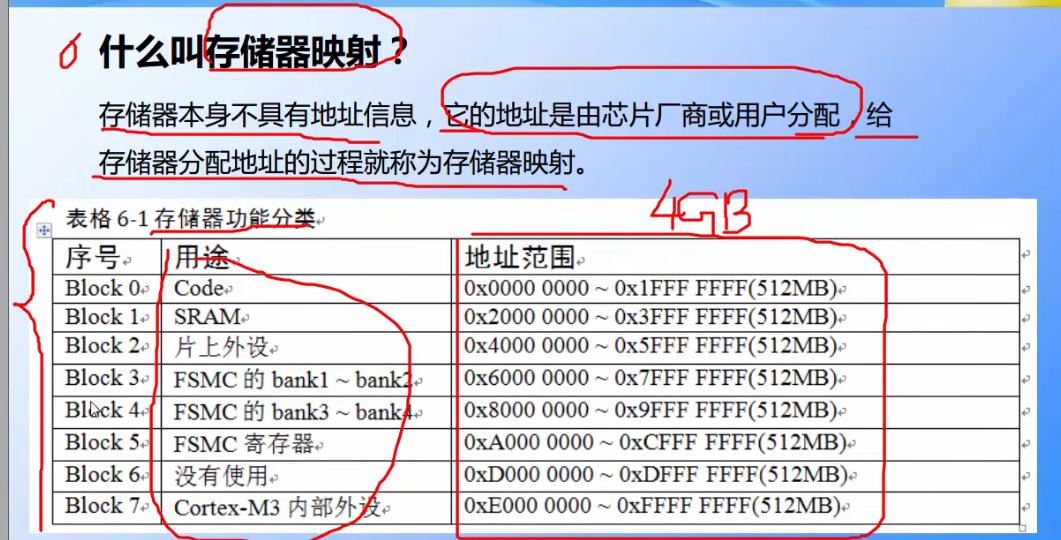 6 什么叫存储器映射？
存储器本身不具有地址信息，它的地址是由芯片厂商或用户分配，给
存储器分配地址的过程就称为存储器映射。
4GB
表格 6-1 存储器功能分类
序号 用途 地址范围
Block 0 Code 0x0000 0000 ~ 0x1FFF FFFF(512MB)
Block 1 SRAM 0x2000 0000 ~ 0x3FFF FFFF(512MB)
Block 2 片上外设 0x4000 0000 ~ 0x5FFF FFFF(512MB)
Block 3 FSMC 的 bank1 ~ bank2 0x6000 0000 ~ 0x7FFF FFFF(512MB)
Block 4 FSMC 的 bank3 ~ bank4 0x8000 0000 ~ 0x9FFF FFFF(512MB)
Block 5 FSMC 寄存器 0xA000 0000 ~ 0xCFFF FFFF(512MB)
Block 6 没有使用 0xD000 0000 ~ 0xDFFF FFFF(512MB)
Block 7 Cortex-M3 内部外设 0xE000 0000 ~ 0xFFFF FFFF(512MB)